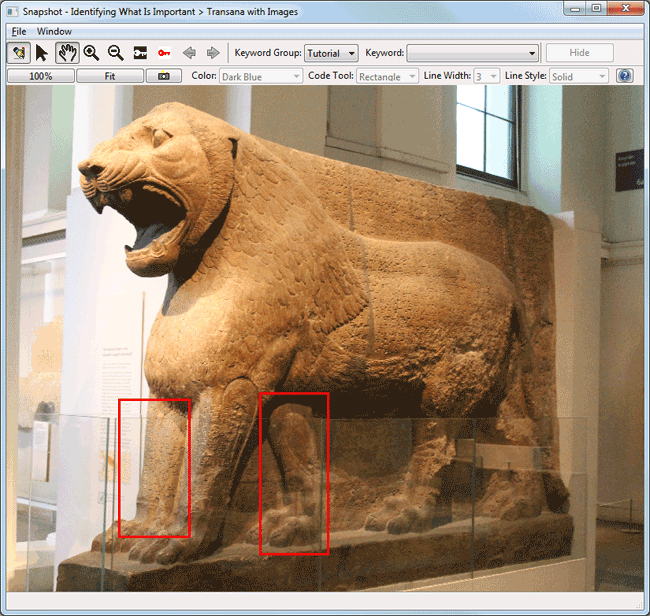 Snapshot - Identifying What Is Important > Transana with Images
File Window
Keyword Group: Tutorial Keyword: Hide
100% Fit Color: Dark Blue Code Tool: Rectangle Line Width: 3 Line Style: Solid